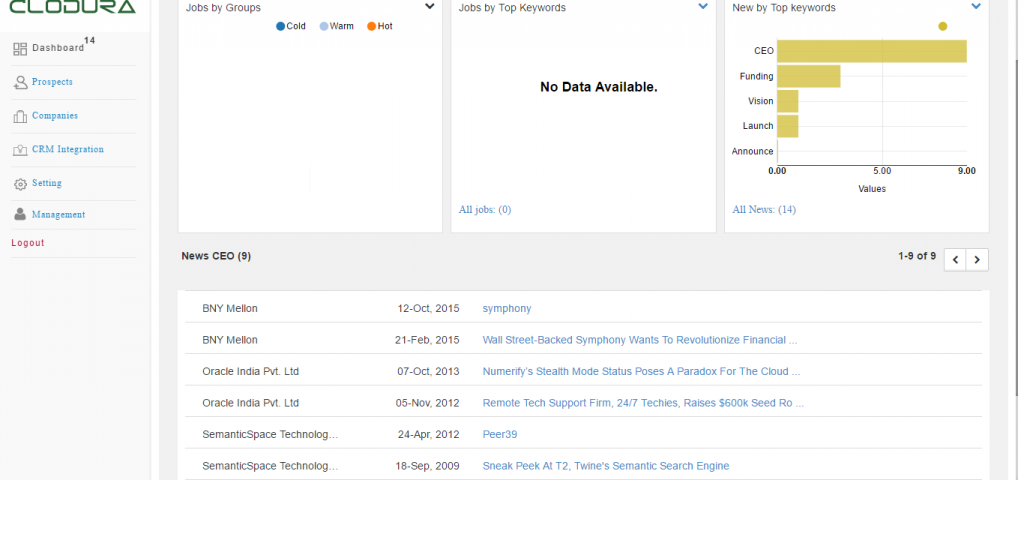 CLODURA
Dashboard 14
Prospects
Companies
CRM Integration
Setting
Management
Logout
Jobs by Groups
Cold Warm Hot
Jobs by Top Keywords
No Data Available.
All jobs: (0)
New by Top keywords
CEO
Funding
Vision
Launch
Announce
0.00 5.00 9.00
Values
All News: (14)
News CEO (9)
1-9 of 9
BNY Mellon 12-Oct, 2015 symphony
BNY Mellon 21-Feb, 2015 Wall Street-Backed Symphony Wants To Revolutionize Financial ...
Oracle India Pvt. Ltd 07-Oct, 2013 Numerify's Stealth Mode Status Poses A Paradox For The Cloud ...
Oracle India Pvt. Ltd 05-Nov, 2012 Remote Tech Support Firm, 24/7 Techies, Raises $600k Seed Ro ...
SemanticSpace Technolog... 24-Apr, 2012 Peer39
SemanticSpace Technolog... 18-Sep, 2009 Sneak Peek At T2, Twine's Semantic Search Engine